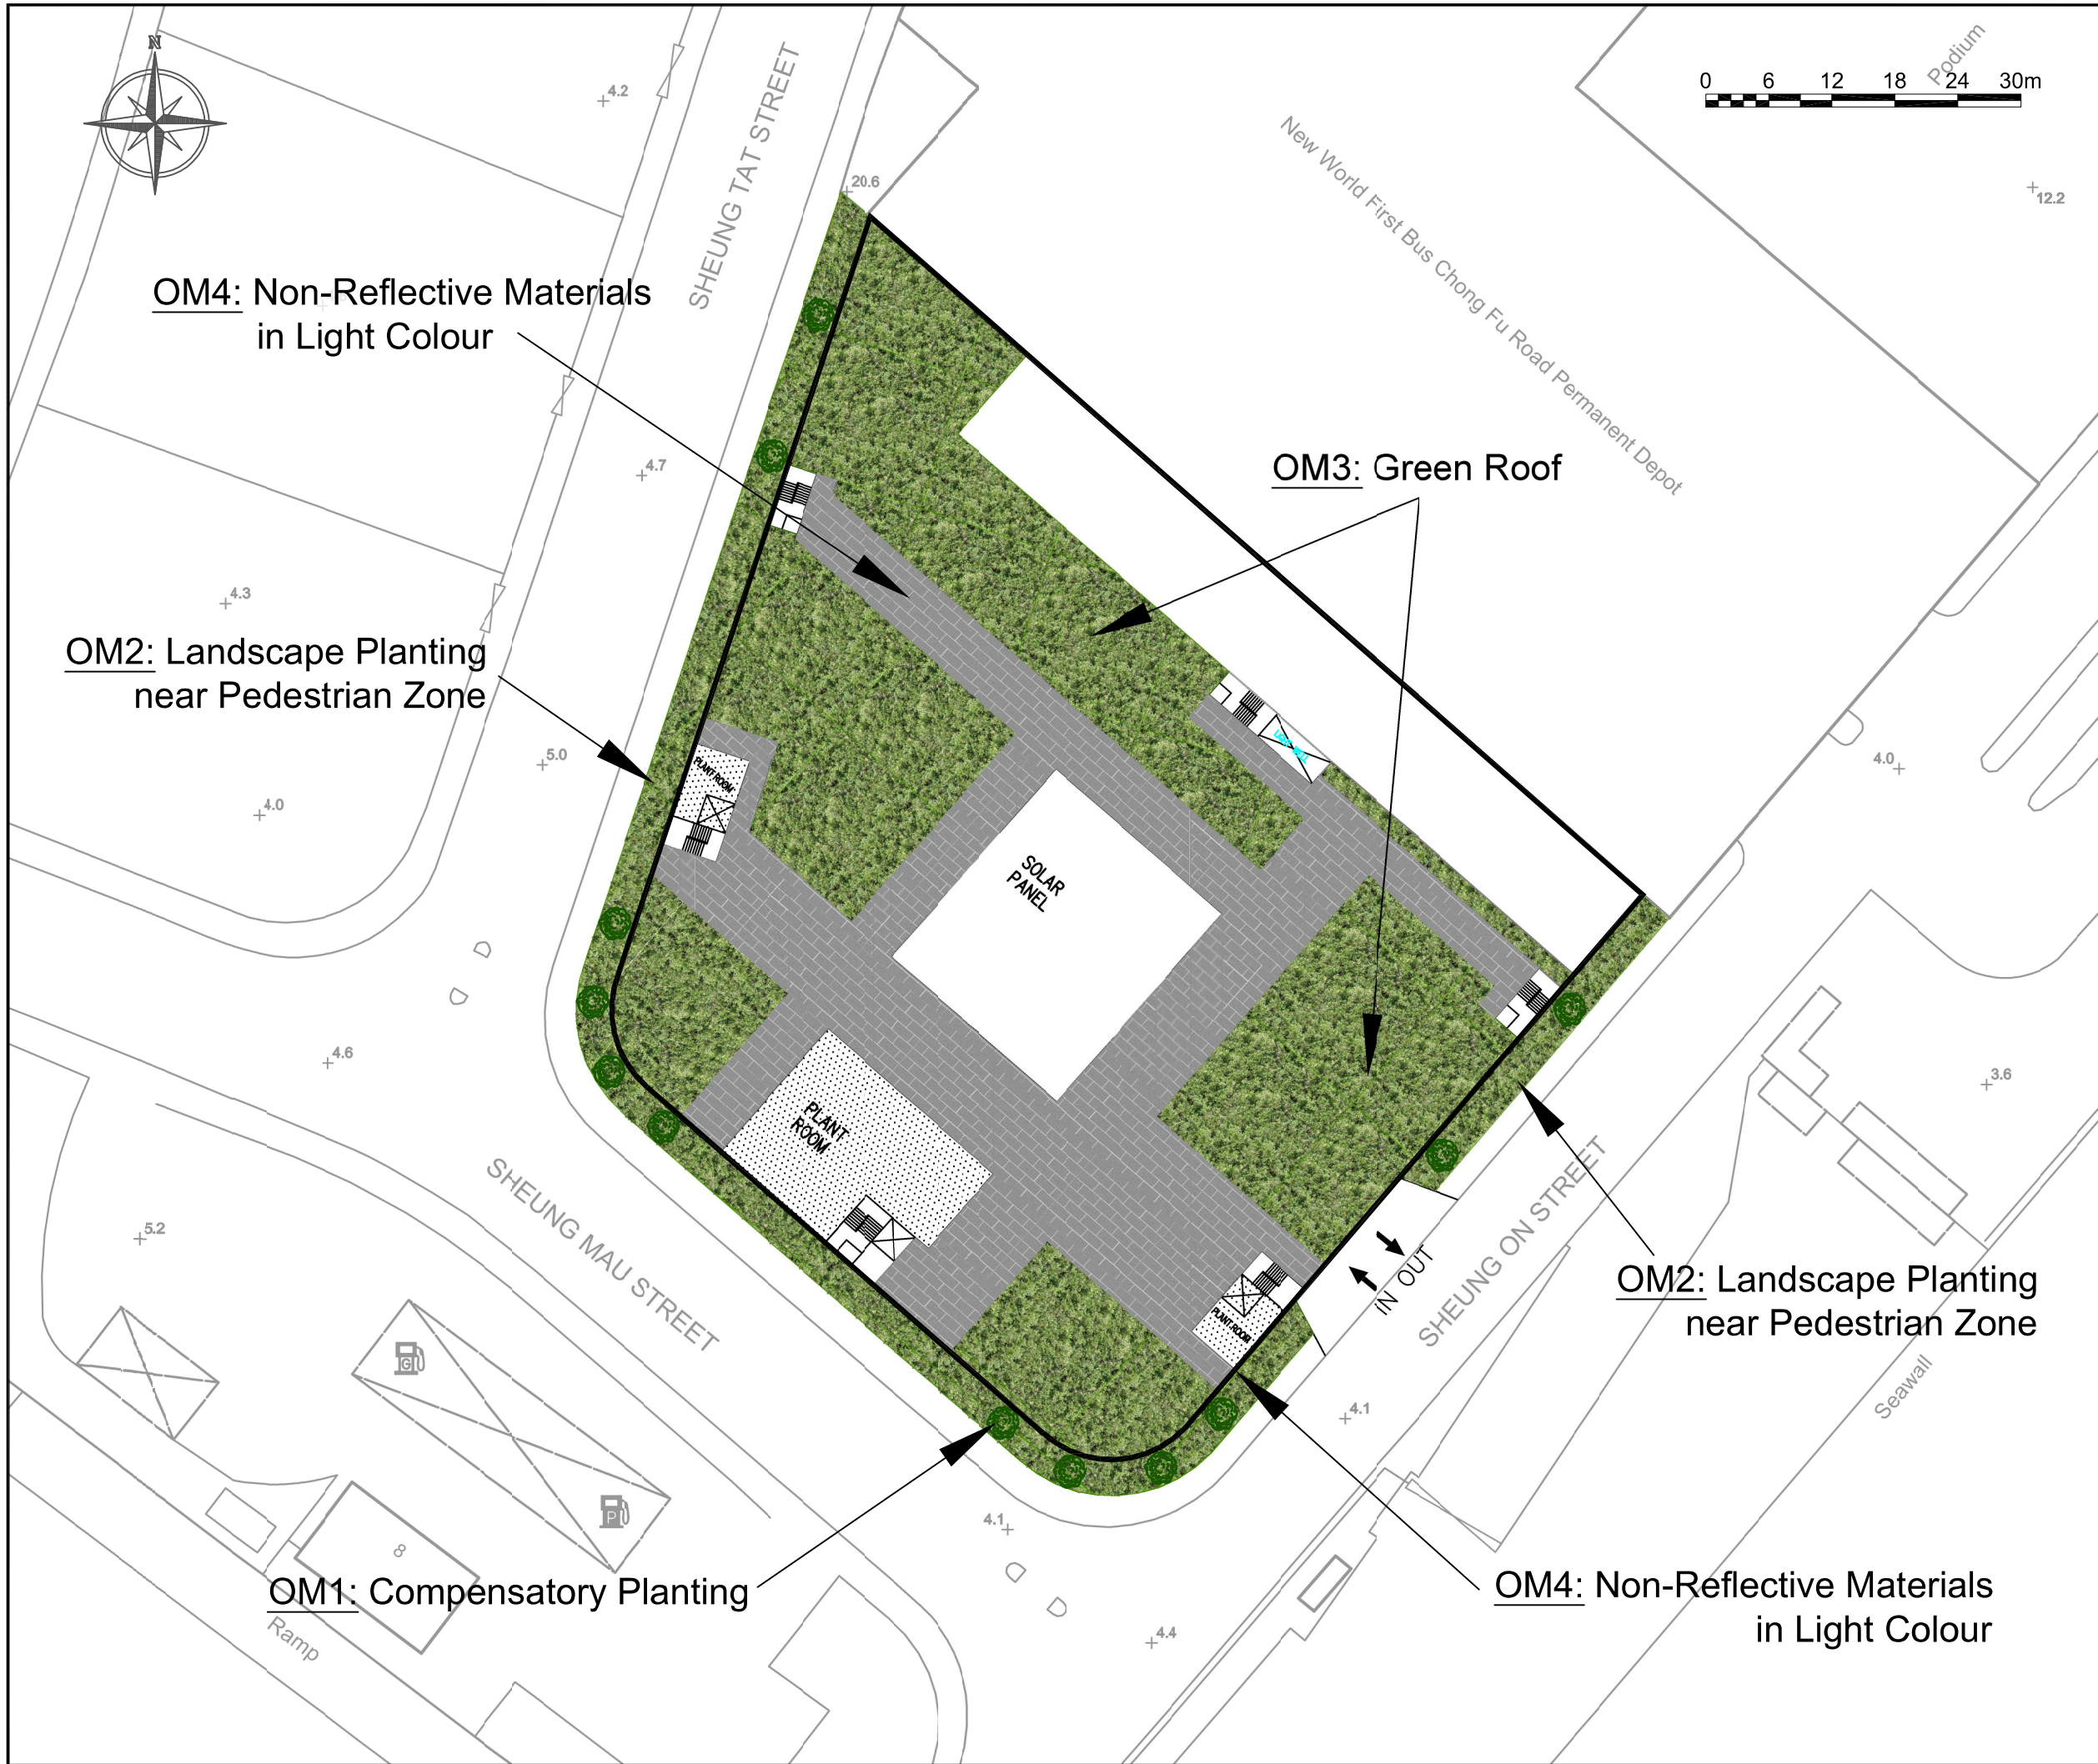 N
Podium
0 6 12 18 24 30m
4.2
SHEUNG TAT STREET
20.6
12.2
New World First Bus Chong Fu Road Permanent Depot
OM4: Non-Reflective Materials
in Light Colour
4.7
OM3: Green Roof
4.3
OM2: Landscape Planting
near Pedestrian Zone
5.0
4.0
PLANT ROOM
LIGHT WELL
4.0
SOLAR
PANEL
4.6
3.6
PLANT
ROOM
5.2
SHEUNG MAU STREET
IN OUT
SHEUNG ON STREET
OM2: Landscape Planting
near Pedestrian Zone
PLANT ROOM
G
Seawall
4.1
P
4.1
8
OM1: Compensatory Planting
OM4: Non-Reflective Materials
in Light Colour
Ramp
4.4